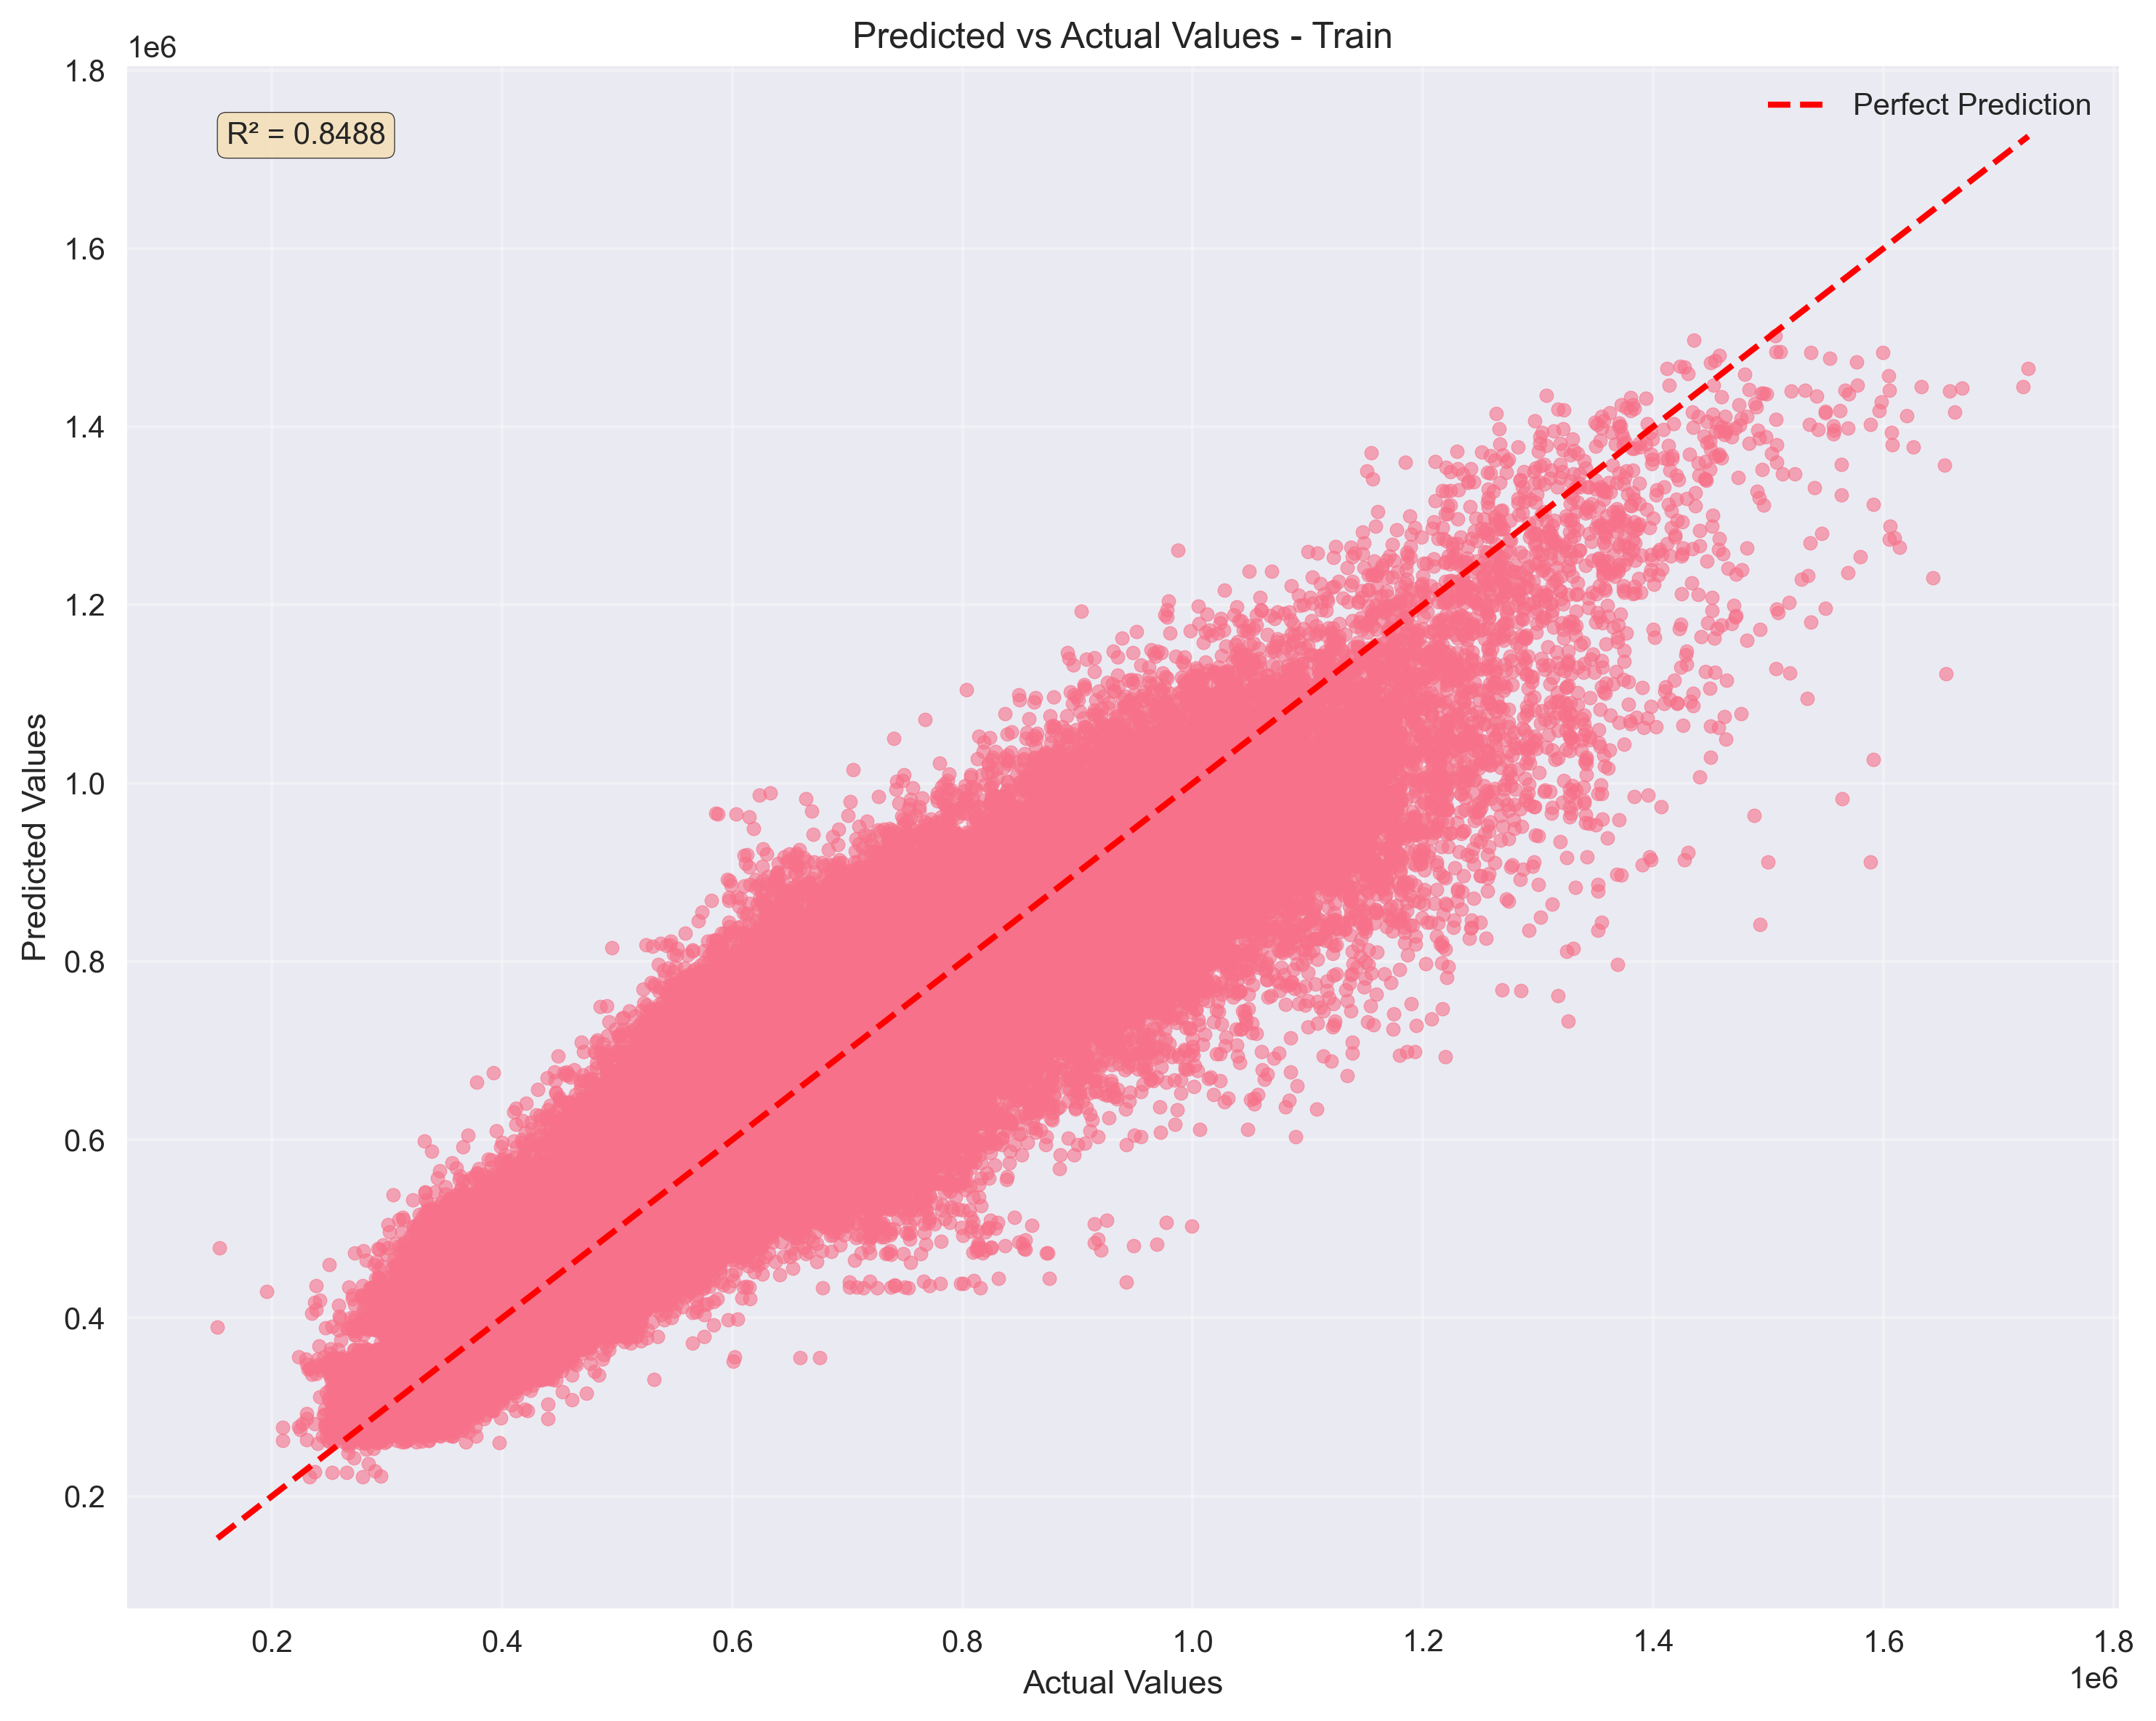 Predicted vs Actual Values - Train
1e6
R² = 0.8488
Perfect Prediction
1.8
1.6
1.4
1.2
1.0
0.8
0.6
0.4
0.2
Predicted Values
0.2 0.4 0.6 0.8 1.0 1.2 1.4 1.6 1.8
1e6
Actual Values